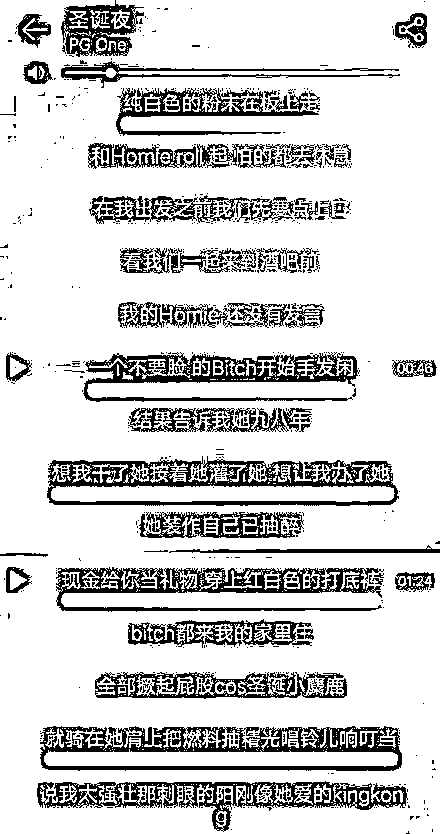 圣诞夜
PG One
纯白色的粉末在板上走
和Homie roll 起 怕的都去休息
在我出发之前我们先要点上它
看我们一起来到酒吧前
我的Homie 还没有发言
一个不要脸 的Bitch开始手发闲
00:46
结果告诉我她九八年
想我干了她按着她灌了她 想让我办了她
她装作自己已抽醉
现金给你当礼物 穿上红白色的打底裤
01:24
bitch都来我的家里住
全部撅起屁股cos圣诞小麋鹿
就骑在她肩上把燃料抽糟光唱铃儿响叮当
说我太强壮那刺眼的阳刚像她爱的kingkon
g